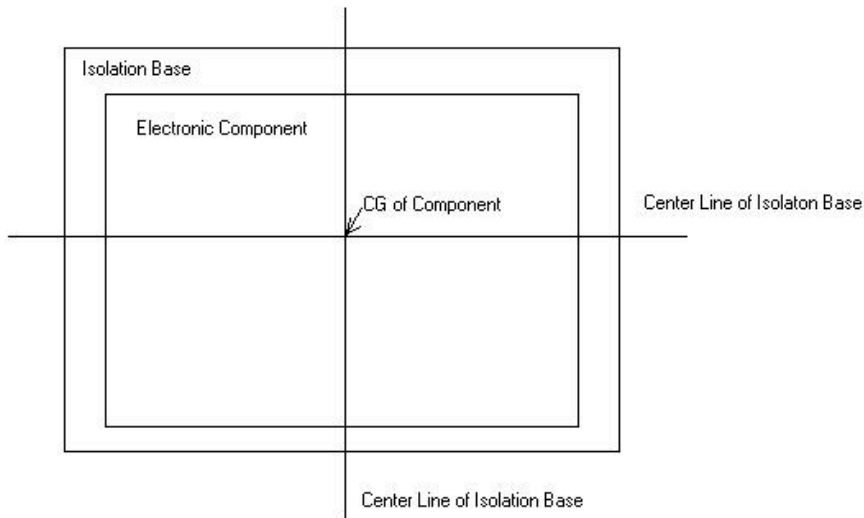 Isolation Base
Electronic Component
CG of Component
Center Line of Isolaton Base
Center Line of Isolation Base